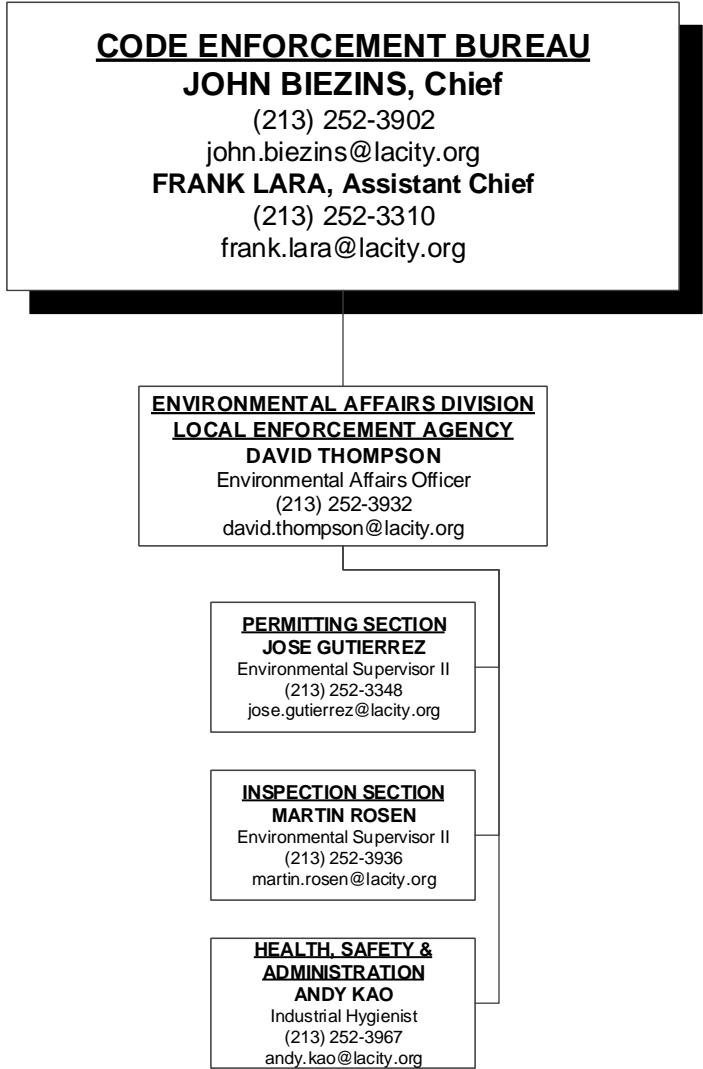 CODE ENFORCEMENT BUREAU
JOHN BIEZINS, Chief
(213) 252-3902
john.biezins@lacity.org
FRANK LARA, Assistant Chief
(213) 252-3310
frank.lara@lacity.org
ENVIRONMENTAL AFFAIRS DIVISION
LOCAL ENFORCEMENT AGENCY
DAVID THOMPSON
Environmental Affairs Officer
(213) 252-3932
david.thompson@lacity.org
PERMITTING SECTION
JOSE GUTIERREZ
Environmental Supervisor II
(213) 252-3348
jose.gutierrez@lacity.org
INSPECTION SECTION
MARTIN ROSEN
Environmental Supervisor II
(213) 252-3936
martin.rosen@lacity.org
HEALTH, SAFETY &
ADMINISTRATION
ANDY KAO
Industrial Hygienist
(213) 252-3967
andy.kao@lacity.org